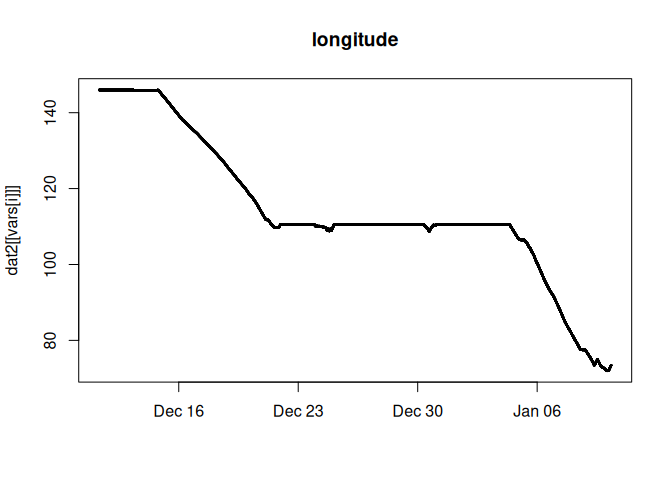 longitude
dat2[[vars[i]]]
140
120
100
80
Dec 16
Dec 23
Dec 30
Jan 06